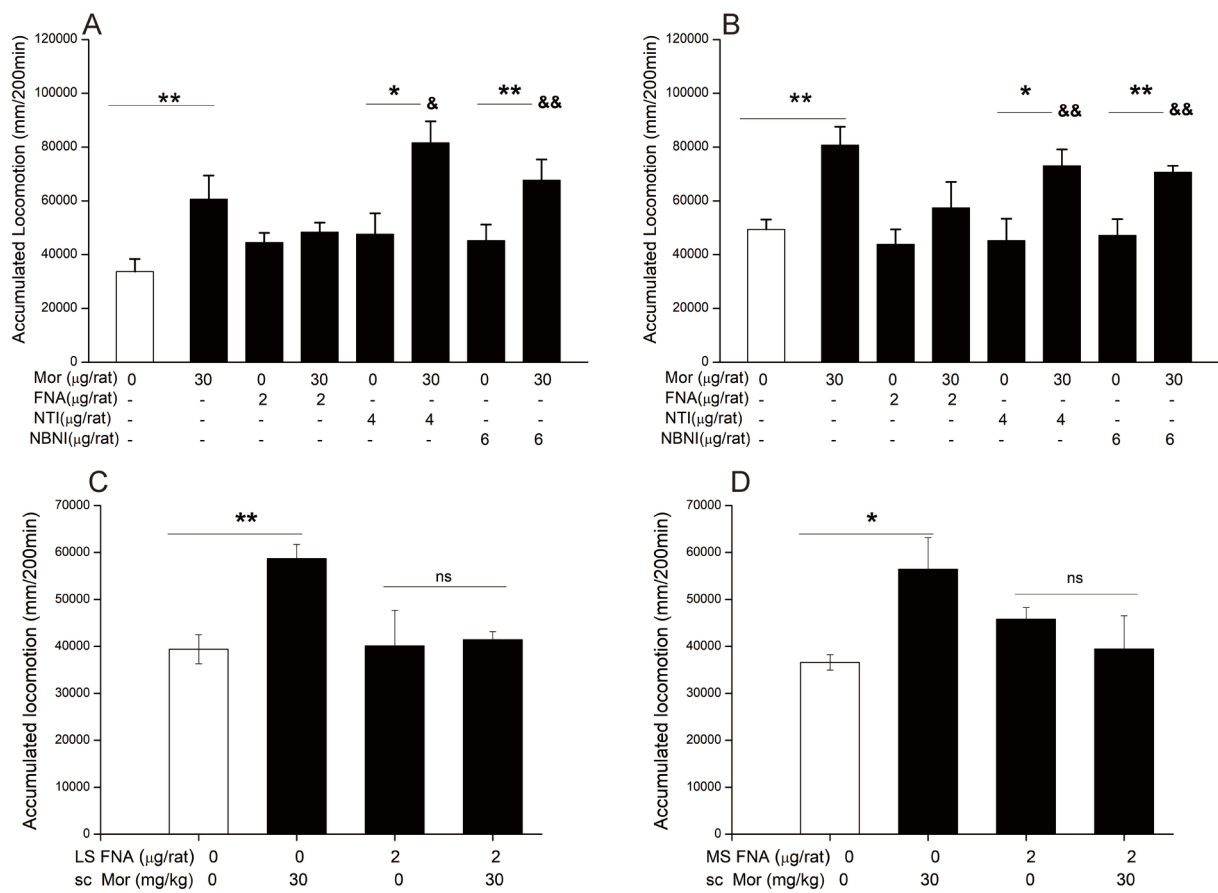 A
Accumulated Locomotion (mm/200min)
120000
100000
80000
60000
40000
20000
0
** * & ** &&
Mor (μg/rat) 0 30 0 30 0 30 0 30
FNA(μg/rat) - - 2 2 - - - -
NTI(μg/rat) - - - - 4 4 - -
NBNI(μg/rat) - - - - - - 6 6
B
Accumulated Locomotion (mm/200min)
120000
100000
80000
60000
40000
20000
0
** * && ** &&
Mor (μg/rat) 0 30 0 30 0 30 0 30
FNA(μg/rat) - - 2 2 - - - -
NTI(μg/rat) - - - - 4 4 - -
NBNI(μg/rat) - - - - - - 6 6
C
Accumulated locomotion (mm/200min)
70000
60000
50000
40000
30000
20000
10000
0
** ns
LS FNA (μg/rat) 0 0 2 2
sc Mor (mg/kg) 0 30 0 30
D
Accumulated locomotion (mm/200min)
70000
60000
50000
40000
30000
20000
10000
0
* ns
MS FNA (μg/rat) 0 0 2 2
sc Mor (mg/kg) 0 30 0 30